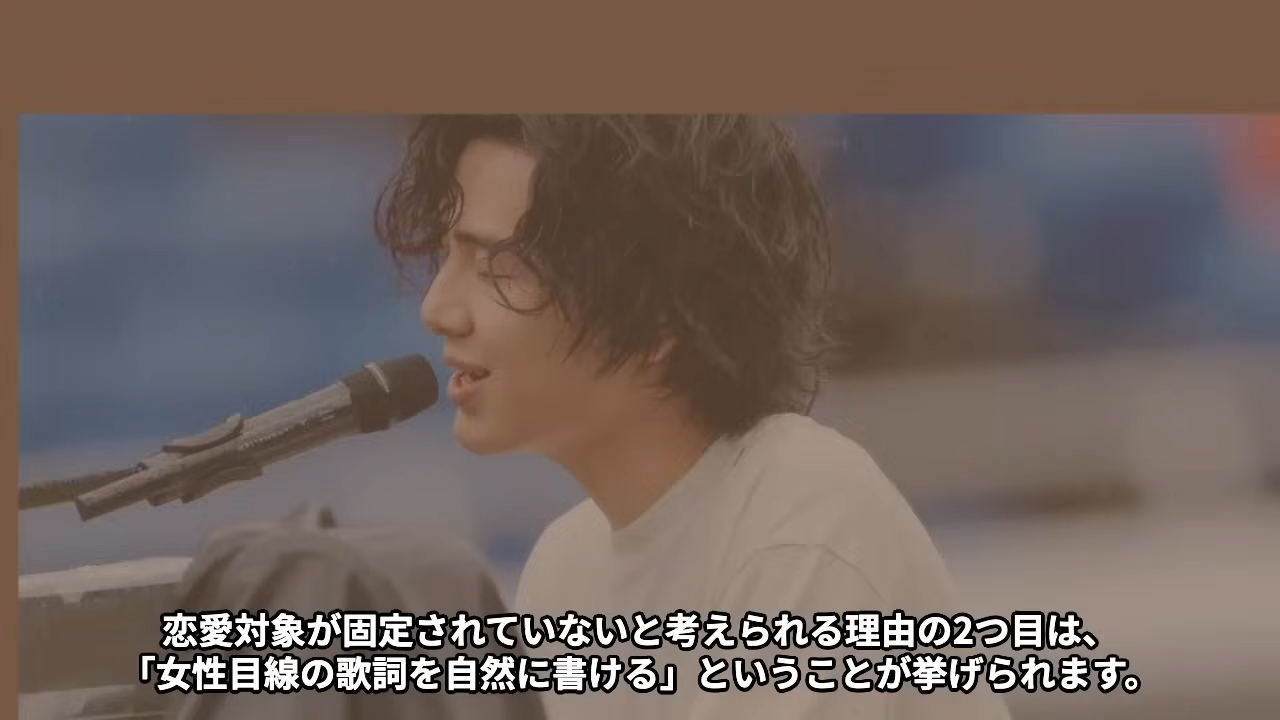 恋愛対象が固定されていないと考えられる理由の2つ目は、
「女性目線の歌詞を自然に書ける」ということが挙げられます。